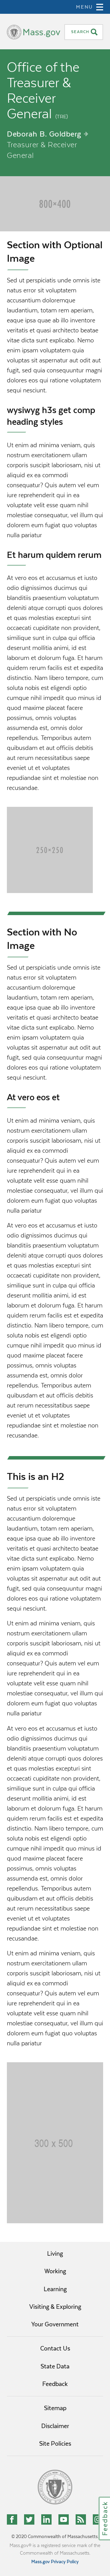 MENU
Mass.gov
SEARCH
Office of the
Treasurer &
Receiver
General (TRE)
Deborah B. Goldberg
Treasurer & Receiver
General
800×400
Section with Optional
Image
Sed ut perspiciatis unde omnis iste
natus error sit voluptatem
accusantium doloremque
laudantium, totam rem aperiam,
eaque ipsa quae ab illo inventore
veritatis et quasi architecto beatae
vitae dicta sunt explicabo. Nemo
enim ipsam voluptatem quia
voluptas sit aspernatur aut odit aut
fugit, sed quia consequuntur magni
dolores eos qui ratione voluptatem
sequi nesciunt.
wysiwyg h3s get comp
heading styles
Ut enim ad minima veniam, quis
nostrum exercitationem ullam
corporis suscipit laboriosam, nisi ut
aliquid ex ea commodi
consequatur? Quis autem vel eum
iure reprehenderit qui in ea
voluptate velit esse quam nihil
molestiae consequatur, vel illum qui
dolorem eum fugiat quo voluptas
nulla pariatur
Et harum quidem rerum
At vero eos et accusamus et iusto
odio dignissimos ducimus qui
blanditiis praesentium voluptatum
deleniti atque corrupti quos dolores
et quas molestias excepturi sint
occaecati cupiditate non provident,
similique sunt in culpa qui officia
deserunt mollitia animi, id est
laborum et dolorum fuga. Et harum
quidem rerum facilis est et expedita
distinctio. Nam libero tempore, cum
soluta nobis est eligendi optio
cumque nihil impedit quo minus id
quod maxime placeat facere
possimus, omnis voluptas
assumenda est, omnis dolor
repellendus. Temporibus autem
quibusdam et aut officiis debitis
aut rerum necessitatibus saepe
eveniet ut et voluptates
repudiandae sint et molestiae non
recusandae.
250×250
Section with No
Image
Sed ut perspiciatis unde omnis iste
natus error sit voluptatem
accusantium doloremque
laudantium, totam rem aperiam,
eaque ipsa quae ab illo inventore
veritatis et quasi architecto beatae
vitae dicta sunt explicabo. Nemo
enim ipsam voluptatem quia
voluptas sit aspernatur aut odit aut
fugit, sed quia consequuntur magni
dolores eos qui ratione voluptatem
sequi nesciunt.
At vero eos et
Ut enim ad minima veniam, quis
nostrum exercitationem ullam
corporis suscipit laboriosam, nisi ut
aliquid ex ea commodi
consequatur? Quis autem vel eum
iure reprehenderit qui in ea
voluptate velit esse quam nihil
molestiae consequatur, vel illum qui
dolorem eum fugiat quo voluptas
nulla pariatur
At vero eos et accusamus et iusto
odio dignissimos ducimus qui
blanditiis praesentium voluptatum
deleniti atque corrupti quos dolores
et quas molestias excepturi sint
occaecati cupiditate non provident,
similique sunt in culpa qui officia
deserunt mollitia animi, id est
laborum et dolorum fuga. Et harum
quidem rerum facilis est et expedita
distinctio. Nam libero tempore, cum
soluta nobis est eligendi optio
cumque nihil impedit quo minus id
quod maxime placeat facere
possimus, omnis voluptas
assumenda est, omnis dolor
repellendus. Temporibus autem
quibusdam et aut officiis debitis
aut rerum necessitatibus saepe
eveniet ut et voluptates
repudiandae sint et molestiae non
recusandae.
This is an H2
Sed ut perspiciatis unde omnis iste
natus error sit voluptatem
accusantium doloremque
laudantium, totam rem aperiam,
eaque ipsa quae ab illo inventore
veritatis et quasi architecto beatae
vitae dicta sunt explicabo. Nemo
enim ipsam voluptatem quia
voluptas sit aspernatur aut odit aut
fugit, sed quia consequuntur magni
dolores eos qui ratione voluptatem
sequi nesciunt.
Ut enim ad minima veniam, quis
nostrum exercitationem ullam
corporis suscipit laboriosam, nisi ut
aliquid ex ea commodi
consequatur? Quis autem vel eum
iure reprehenderit qui in ea
voluptate velit esse quam nihil
molestiae consequatur, vel illum qui
dolorem eum fugiat quo voluptas
nulla pariatur
At vero eos et accusamus et iusto
odio dignissimos ducimus qui
blanditiis praesentium voluptatum
deleniti atque corrupti quos dolores
et quas molestias excepturi sint
occaecati cupiditate non provident,
similique sunt in culpa qui officia
deserunt mollitia animi, id est
laborum et dolorum fuga. Et harum
quidem rerum facilis est et expedita
distinctio. Nam libero tempore, cum
soluta nobis est eligendi optio
cumque nihil impedit quo minus id
quod maxime placeat facere
possimus, omnis voluptas
assumenda est, omnis dolor
repellendus. Temporibus autem
quibusdam et aut officiis debitis
aut rerum necessitatibus saepe
eveniet ut et voluptates
repudiandae sint et molestiae non
recusandae.
Ut enim ad minima veniam, quis
nostrum exercitationem ullam
corporis suscipit laboriosam, nisi ut
aliquid ex ea commodi
consequatur? Quis autem vel eum
iure reprehenderit qui in ea
voluptate velit esse quam nihil
molestiae consequatur, vel illum qui
dolorem eum fugiat quo voluptas
nulla pariatur
300 x 500
Living
Working
Learning
Visiting & Exploring
Your Government
Contact Us
State Data
Feedback
Sitemap
Disclaimer
Site Policies
Feedback
© 2020 Commonwealth of Massachusetts.
Mass.gov® is a registered service mark of the
Commonwealth of Massachusetts.
Mass.gov Privacy Policy